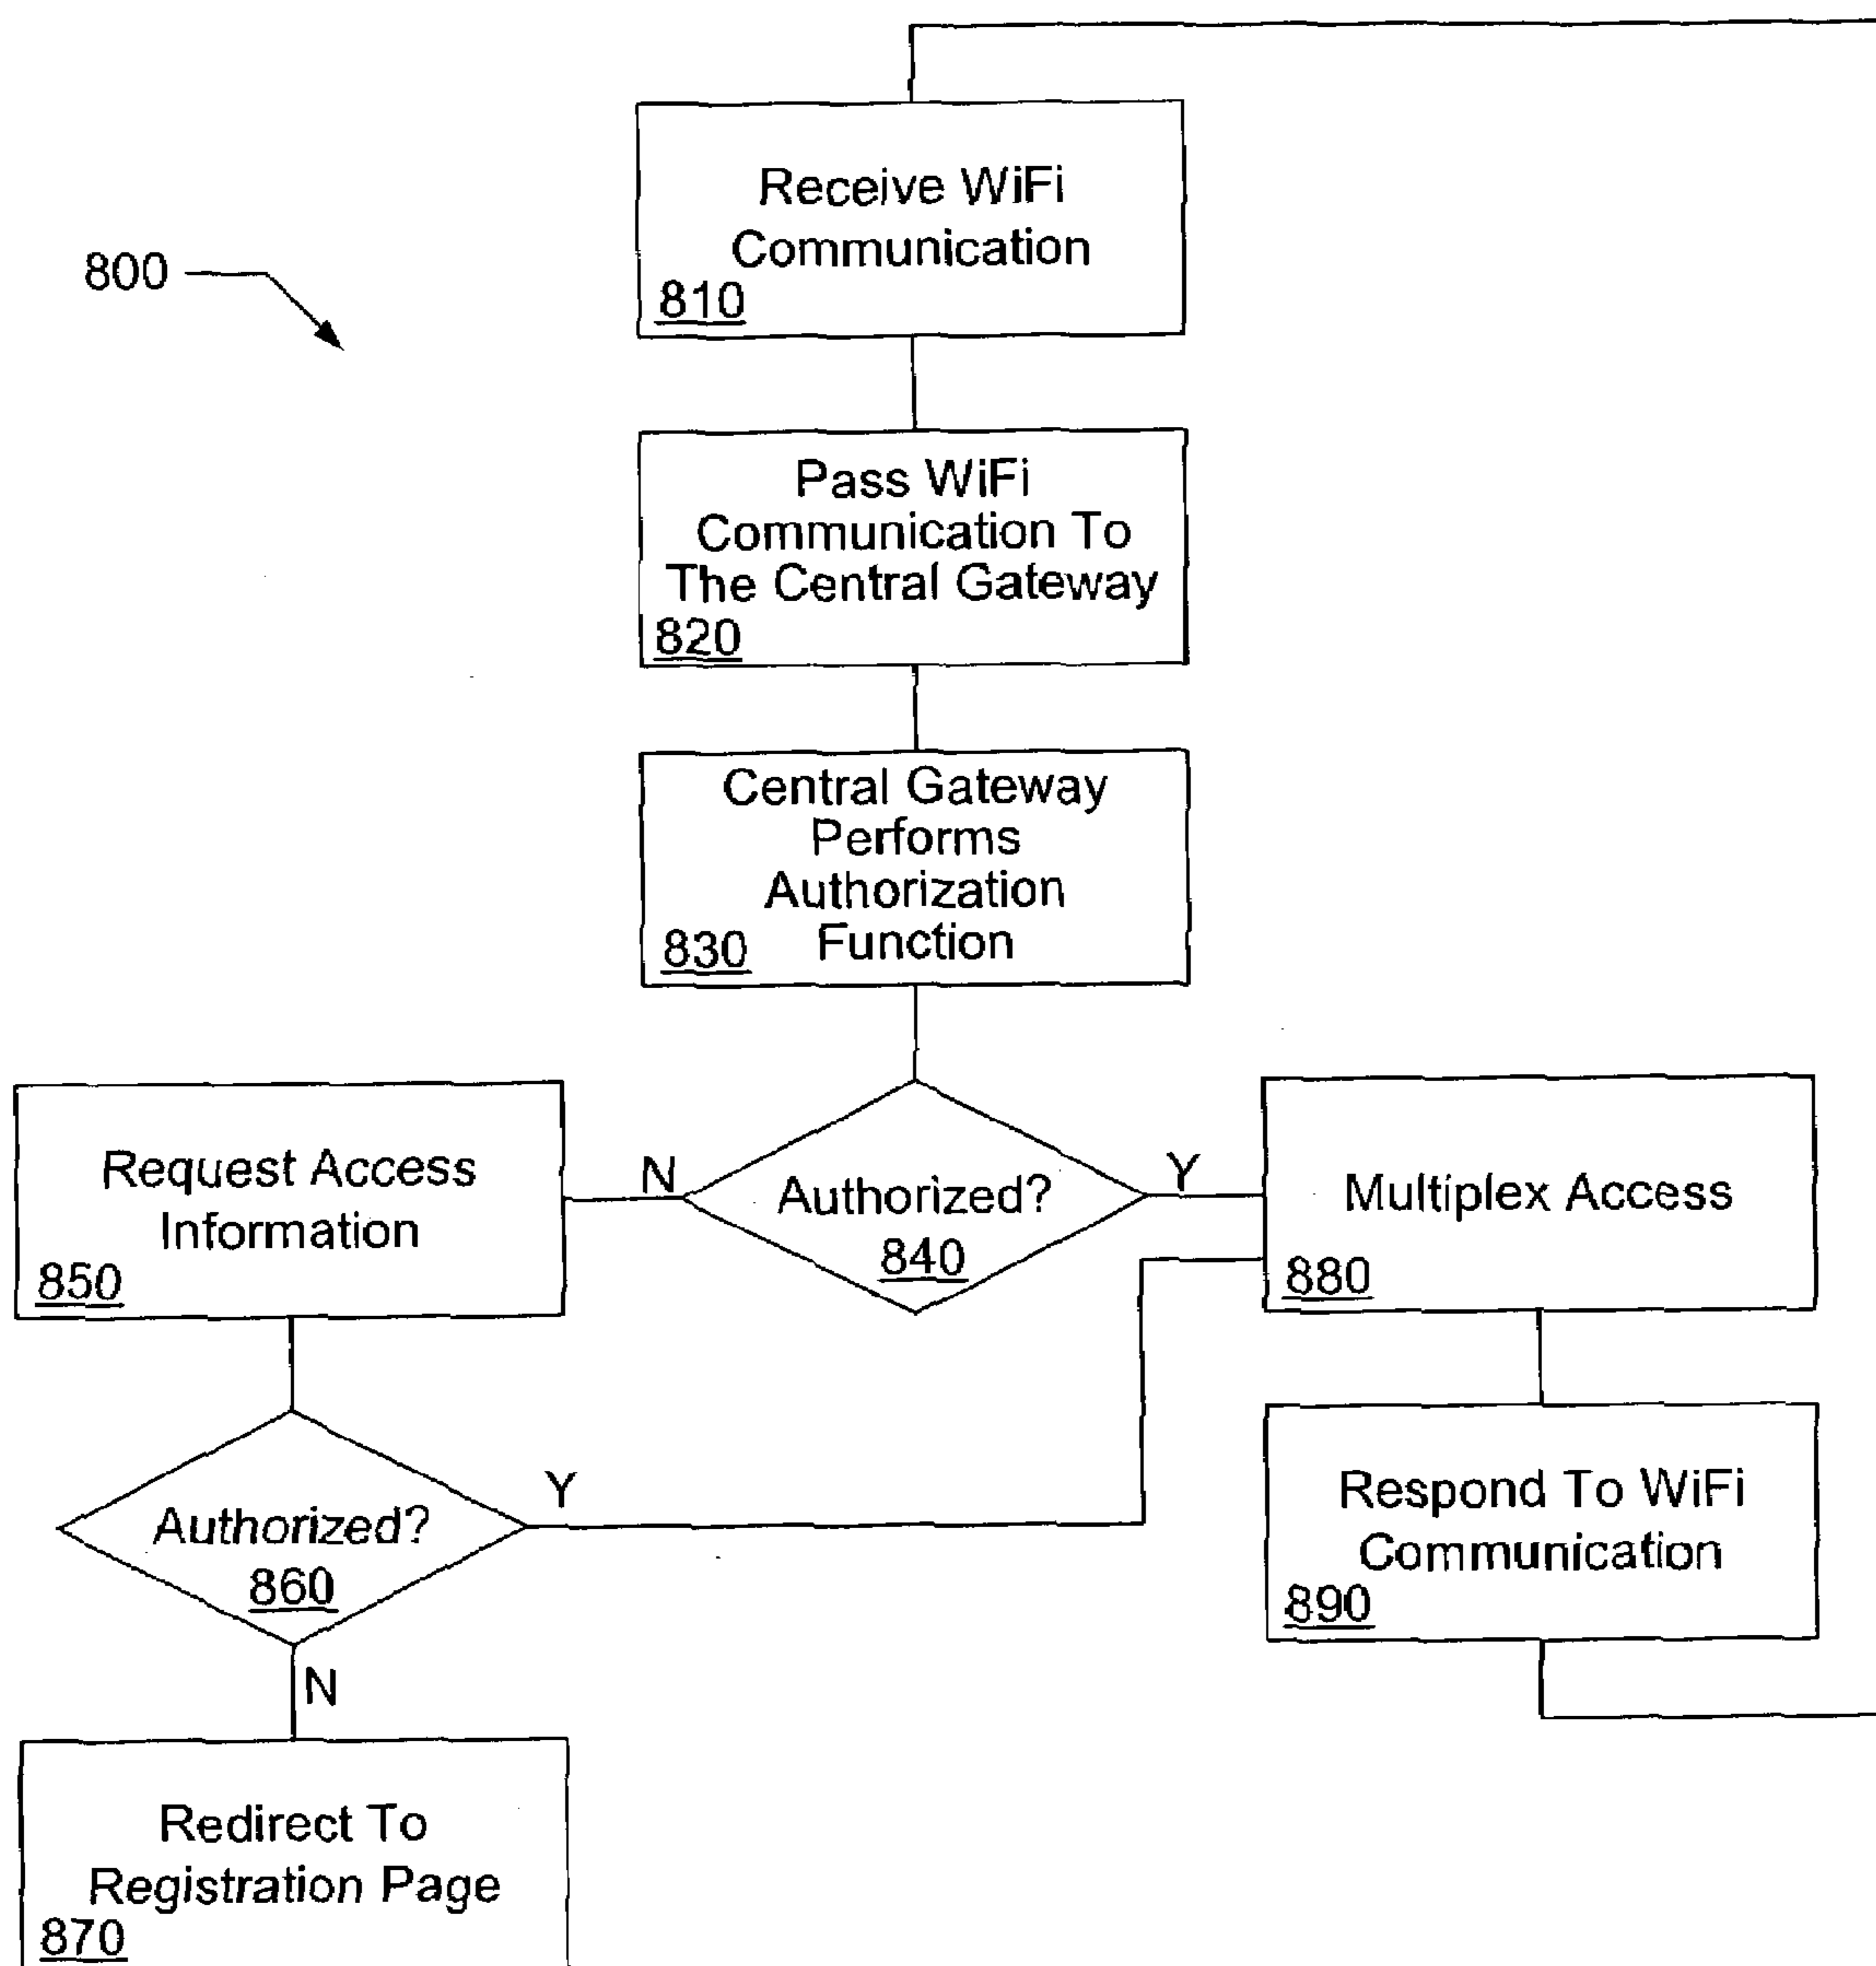 800
Receive WiFi
Communication
810
Pass WiFi
Communication To
The Central Gateway
820
Central Gateway
Performs
Authorization
Function
830
Request Access
Information
850
N
Authorized?
840
Y
Multiplex Access
880
Authorized?
860
Y
N
Respond To WiFi
Communication
890
Redirect To
Registration Page
870